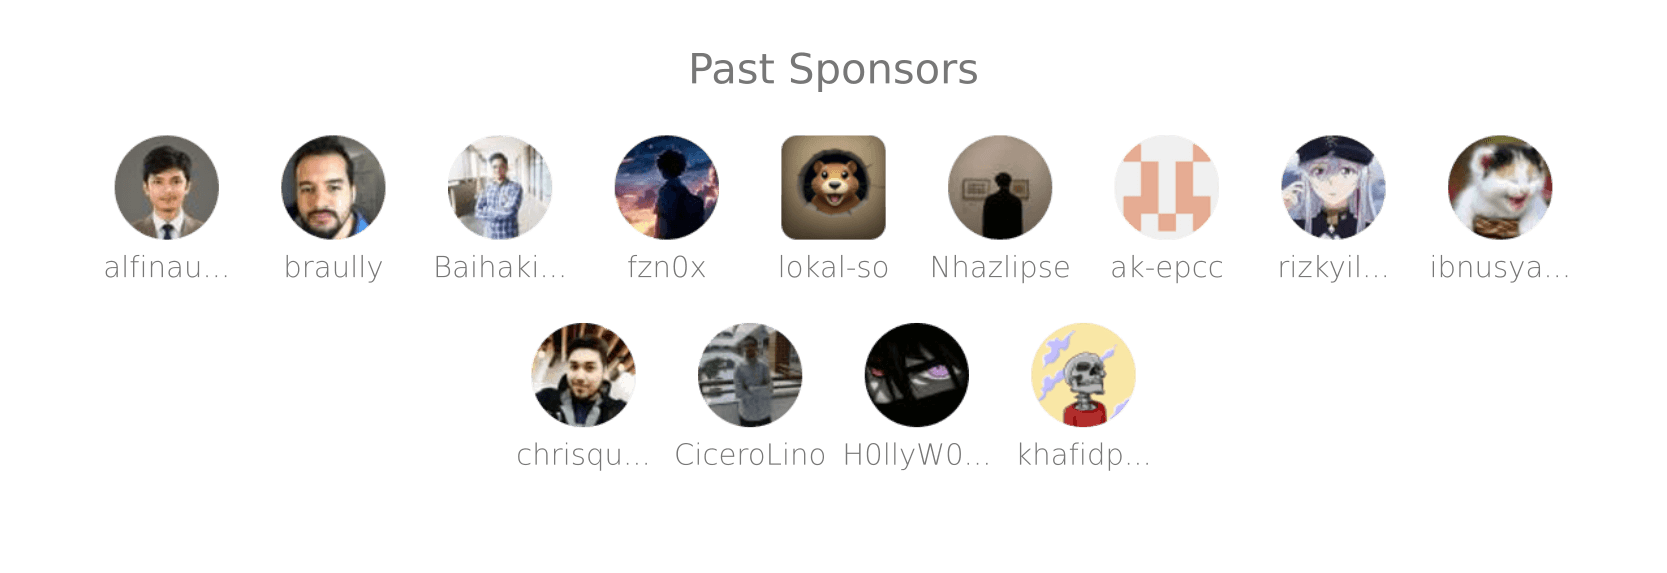 Past Sponsors
alfinau... braully Baihaki... fzn0x lokal-so Nhazlipse ak-epcc rizkyil... ibnusya...
chrisqu... CiceroLino H0llyW0... khafidp...